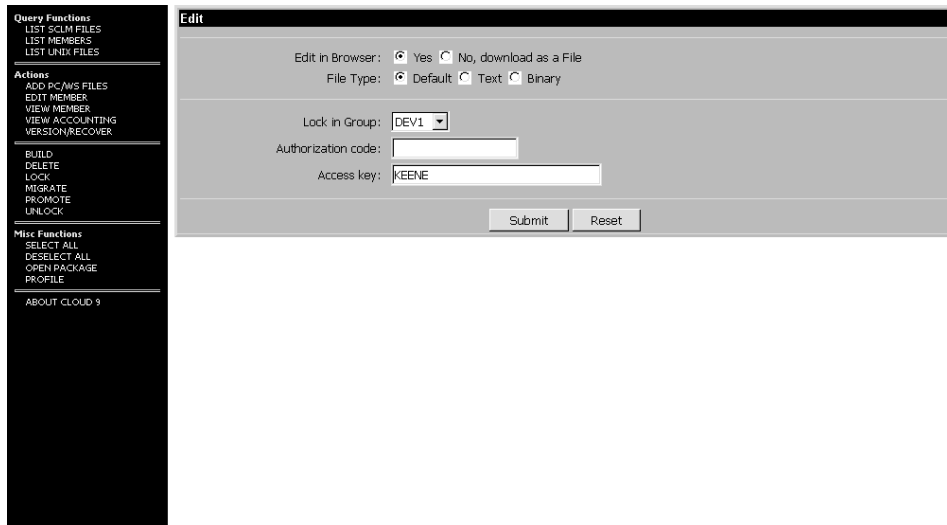 Query Functions
LIST SCLM FILES
LIST MEMBERS
LIST UNIX FILES
Actions
ADD PC/WS FILES
EDIT MEMBER
VIEW MEMBER
VIEW ACCOUNTING
VERSION/RECOVER
BUILD
DELETE
LOCK
MIGRATE
PROMOTE
UNLOCK
Misc Functions
SELECT ALL
DESELECT ALL
OPEN PACKAGE
PROFILE
ABOUT CLOUD 9
Edit
Edit in Browser: Yes No, download as a File
File Type: Default Text Binary
Lock in Group: DEV1
Authorization code:
Access key: KEENE
Submit Reset